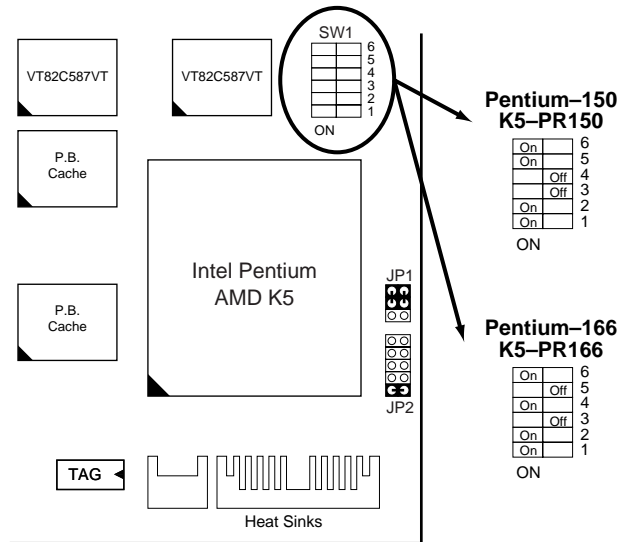 SW1
6
5
4
3
2
1
ON
VT82C587VT
VT82C587VT
P.B.
Cache
P.B.
Cache
Intel Pentium
AMD K5
JP1
JP2
TAG
Heat Sinks
Pentium–150
K5–PR150
On 6
On 5
Off 4
Off 3
On 2
On 1
ON
Pentium–166
K5–PR166
On 6
Off 5
On 4
Off 3
On 2
On 1
ON